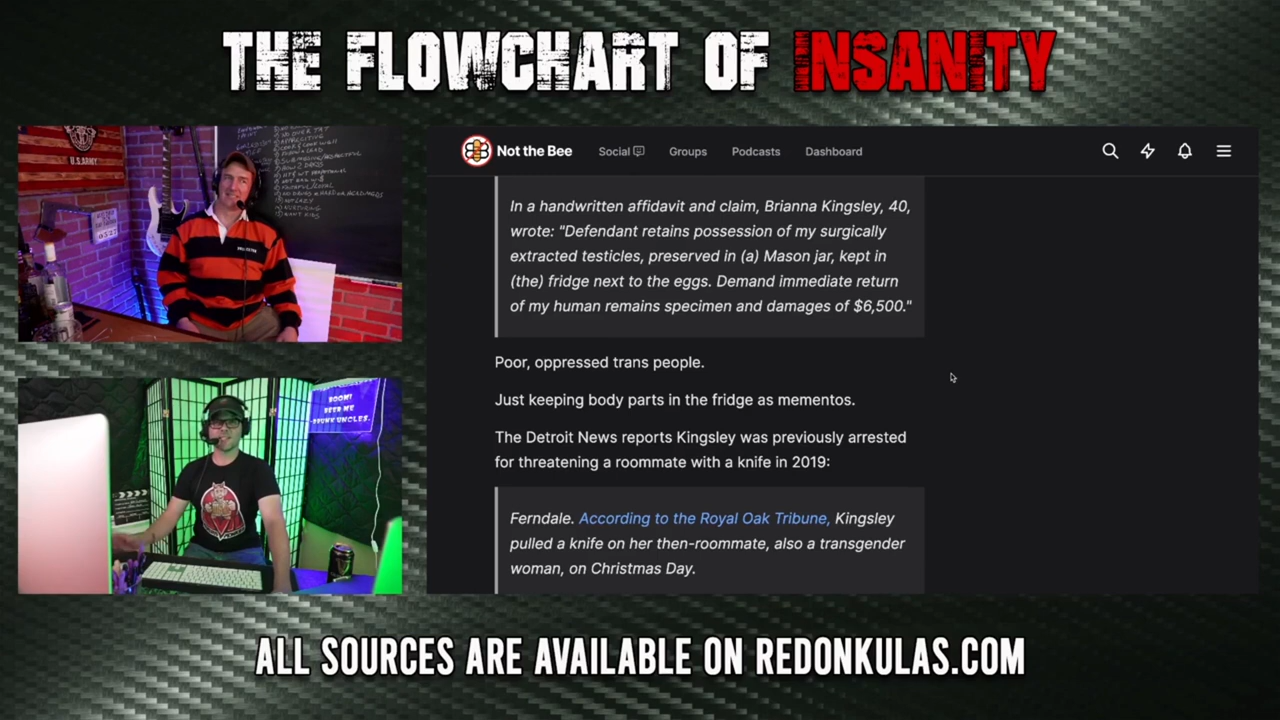 THE FLOWCHART OF INSANITY
U.S. ARMY
Not the Bee
Social
Groups
Podcasts
Dashboard
In a handwritten affidavit and claim, Brianna Kingsley, 40,
wrote: "Defendant retains possession of my surgically
extracted testicles, preserved in (a) Mason jar, kept in
(the) fridge next to the eggs. Demand immediate return
of my human remains specimen and damages of $6,500."
Poor, oppressed trans people.
Just keeping body parts in the fridge as mementos.
The Detroit News reports Kingsley was previously arrested
for threatening a roommate with a knife in 2019:
Ferndale. According to the Royal Oak Tribune, Kingsley
pulled a knife on her then-roommate, also a transgender
woman, on Christmas Day.
BOOM!
BEER ME
DRUNK UNCLES.
ALL SOURCES ARE AVAILABLE ON REDONKULAS.COM